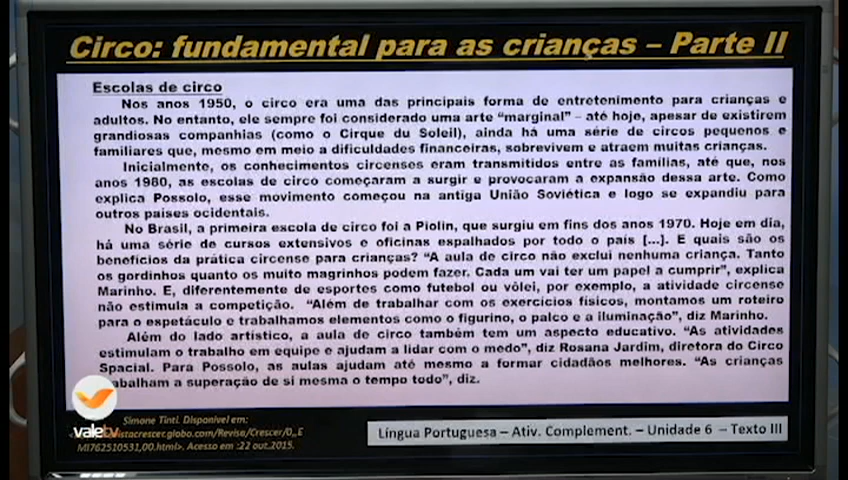 Circo: fundamental para as crianças – Parte II
Escolas de circo
Nos anos 1950, o circo era uma das principais forma de entretenimento para crianças e
adultos. No entanto, ele sempre foi considerado uma arte “marginal” – até hoje, apesar de existirem
grandiosas companhias (como o Cirque du Soleil), ainda há uma série de circos pequenos e
familiares que, mesmo em meio a dificuldades financeiras, sobrevivem e atraem muitas crianças.
Inicialmente, os conhecimentos circenses eram transmitidos entre as famílias, até que, nos
anos 1980, as escolas de circo começaram a surgir e provocaram a expansão dessa arte. Como
explica Possolo, esse movimento começou na antiga União Soviética e logo se expandiu para
outros países ocidentais.
No Brasil, a primeira escola de circo foi a Piolin, que surgiu em fins dos anos 1970. Hoje em dia,
há uma série de cursos extensivos e oficinas espalhados por todo o país [...]. E quais são os
benefícios da prática circense para crianças? “A aula de circo não exclui nenhuma criança. Tanto
os gordinhos quanto os muito magrinhos podem fazer. Cada um vai ter um papel a cumprir”, explica
Marinho. E, diferentemente de esportes como futebol ou vôlei, por exemplo, a atividade circense
não estimula a competição. “Além de trabalhar com os exercícios físicos, montamos um roteiro
para o espetáculo e trabalhamos elementos como o figurino, o palco e a iluminação”, diz Marinho.
Além do lado artístico, a aula de circo também tem um aspecto educativo. “As atividades
estimulam o trabalho em equipe e ajudam a lidar com o medo”, diz Rosana Jardim, diretora do Circo
Spacial. Para Possolo, as aulas ajudam até mesmo a formar cidadãos melhores. “As crianças
trabalham a superação de si mesma o tempo todo”, diz.
Simone Tinti. Disponível em:
istacrescer.globo.com/Revista/Crescer/0,,E
MI762510531,00.html>. Acesso em :22 out.2015.
valetv
Língua Portuguesa – Ativ. Complement. – Unidade 6 – Texto III